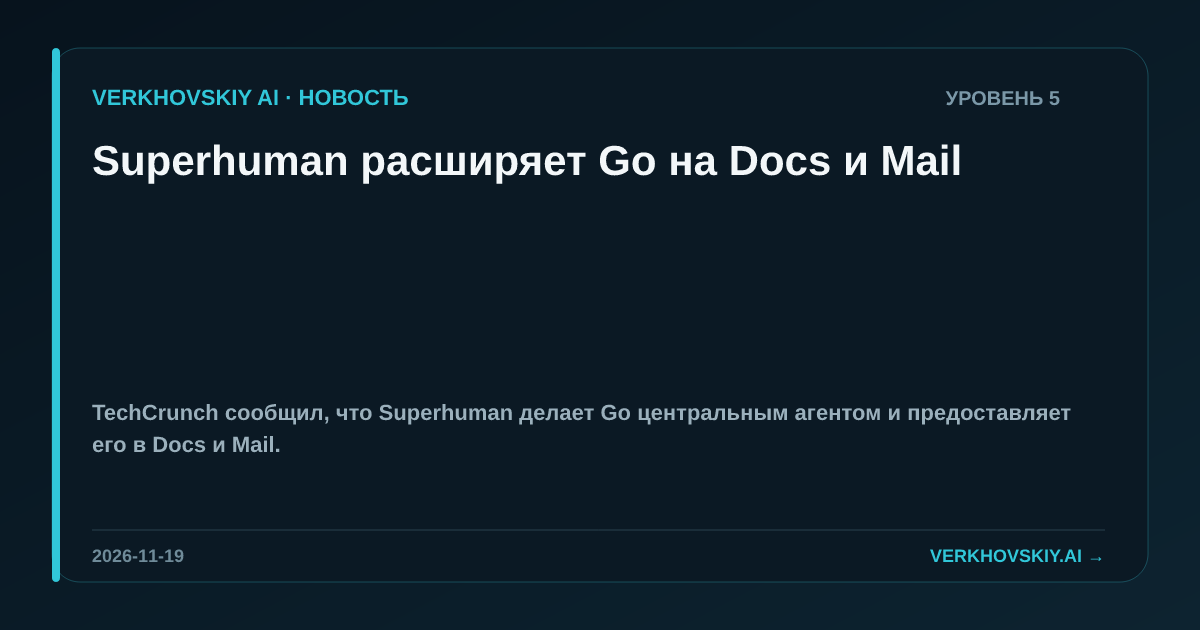 VERKHOVSKIY AI · НОВОСТЬ
УРОВЕНЬ 5
Superhuman расширяет Go на Docs и Mail
TechCrunch сообщил, что Superhuman делает Go центральным агентом и предоставляет
его в Docs и Mail.
2026-11-19
VERKHOVSKIY.AI →